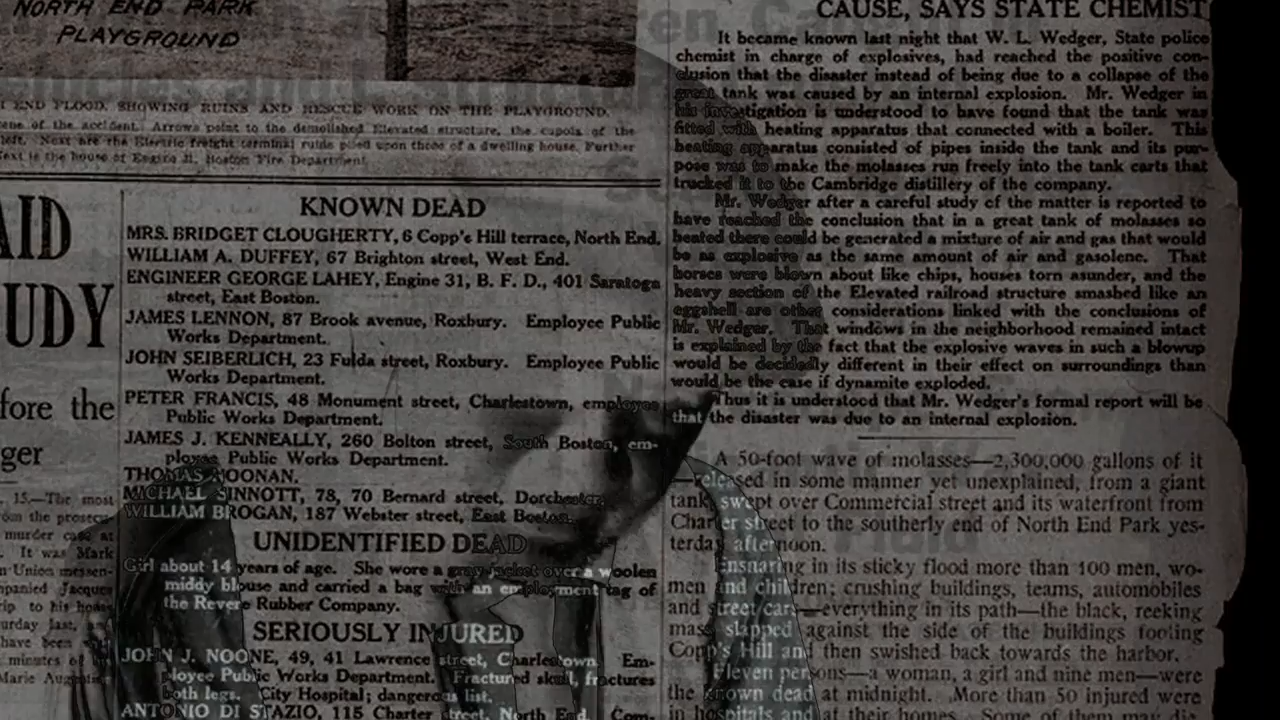 NORTH END PARK
PLAYGROUND
END FLOOD, SHOWING RUINS AND RESCUE WORK ON THE PLAYGROUND.
of the accident. Arrows point to the demolished Elevated structure, the cupola of the
Next are the Electric freight terminal ruins piled upon those of a dwelling house. Further
Next is the house of Engine 31, Boston Fire Department.
AID
UDY
fore the
ger
15.—The most
murder case at
It was Mark
Union messen-
Jacques
to his house
last,
have been
minutes of
Marie
KNOWN DEAD
MRS. BRIDGET CLOUGHERTY, 6 Copp's Hill terrace, North End.
WILLIAM A. DUFFEY, 67 Brighton street, West End.
ENGINEER GEORGE LAHEY, Engine 31, B. F. D., 401 Saratoga
street, East Boston.
JAMES LENNON, 87 Brook avenue, Roxbury. Employee Public
Works Department.
JOHN SEIBERLICH, 23 Fulda street, Roxbury. Employee Public
Works Department.
PETER FRANCIS, 48 Monument street, Charlestown, employee
Public Works Department.
JAMES J. KENNEALLY, 260 Bolton street, South Boston, em-
ployee Public Works Department.
THOMAS NOONAN.
MICHAEL SINNOTT, 78, 70 Bernard street, Dorchester.
WILLIAM BROGAN, 187 Webster street, East Boston.
UNIDENTIFIED DEAD
Girl about 14 years of age. She wore a gray jacket over a woolen
middy blouse and carried a bag with an employment tag of
the Revere Rubber Company.
SERIOUSLY INJURED
JOHN J. NOONE, 49, 41 Lawrence street, Charlestown. Em-
ployee Public Works Department. Fractured skull, fractures
both legs. City Hospital; dangerous list.
ANTONIO DI STAZIO, 115 Charter street, North End. Com-
CAUSE, SAYS STATE CHEMIST
It became known last night that W. L. Wedger, State police
chemist in charge of explosives, had reached the positive con-
clusion that the disaster instead of being due to a collapse of the
great tank was caused by an internal explosion. Mr. Wedger in
his investigation is understood to have found that the tank was
fitted with heating apparatus that connected with a boiler. This
heating apparatus consisted of pipes inside the tank and its pur-
pose was to make the molasses run freely into the tank carts that
trucked it to the Cambridge distillery of the company.
Mr. Wedger after a careful study of the matter is reported to
have reached the conclusion that in a great tank of molasses so
heated there could be generated a mixture of air and gas that would
be as explosive as the same amount of air and gasoline. That
horses were blown about like chips, houses torn asunder, and the
heavy section of the Elevated railroad structure smashed like an
eggshell are other considerations linked with the conclusions of
Mr. Wedger. That windows in the neighborhood remained intact
is explained by the fact that the explosive waves in such a blowup
would be decidedly different in their effect on surroundings than
would be the case if dynamite exploded.
Thus it is understood that Mr. Wedger's formal report will be
that the disaster was due to an internal explosion.
A 50-foot wave of molasses—2,300,000 gallons of it
—released in some manner yet unexplained, from a giant
tank swept over Commercial street and its waterfront from
Charter street to the southerly end of North End Park yes-
terday afternoon.
Ensnaring in its sticky flood more than 100 men, wo-
men and children; crushing buildings, teams, automobiles
and street cars—everything in its path—the black, reeking
mass slapped against the side of the buildings footing
Copp's Hill and then swished back towards the harbor.
Eleven persons—a woman, a girl and nine men—were
the known dead at midnight. More than 50 injured were
in hospitals and at their homes. Some of